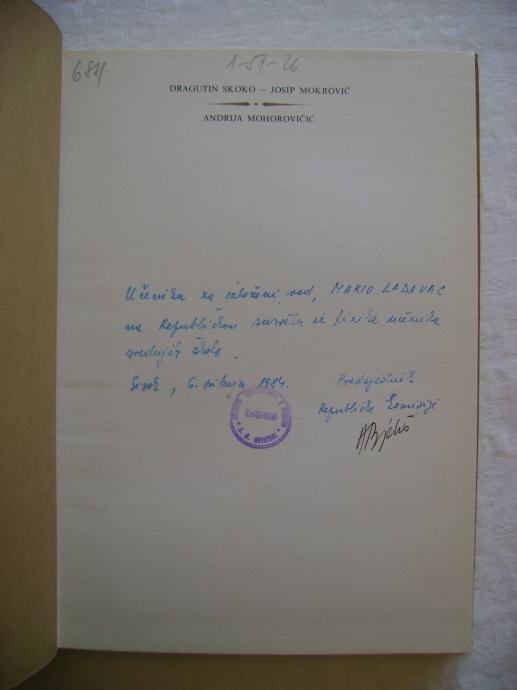 684
1-51-26
DRAGUTIN SKOKO – JOSIP MOKROVIĆ
ANDRIJA MOHOROVIČIĆ
Učeniku za izloženi rad, MARIO LADAVAC
na Republičkom susretu iz fizike učenika
srednjih škola.
Sisak, 6. svibnja 1984.
Predsjednik
Republičke komisije
ZAGREB